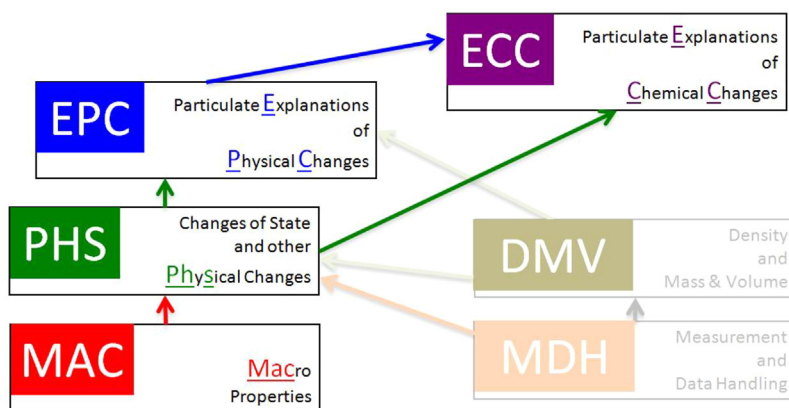 ECC
Particulate Explanations
of
Chemical Changes
EPC
Particulate Explanations
of
Physical Changes
PHS
Changes of State
and other
Physical Changes
DMV
Density
and
Mass & Volume
MAC
Macro
Properties
MDH
Measurement
and
Data Handling